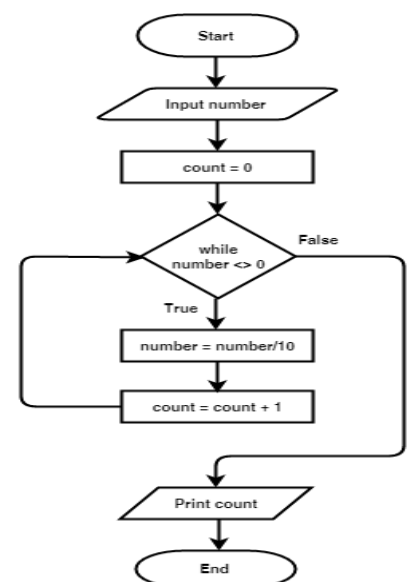 Start
Input number
count = 0
while
number <> 0
False
True
number = number/10
count = count + 1
Print count
End